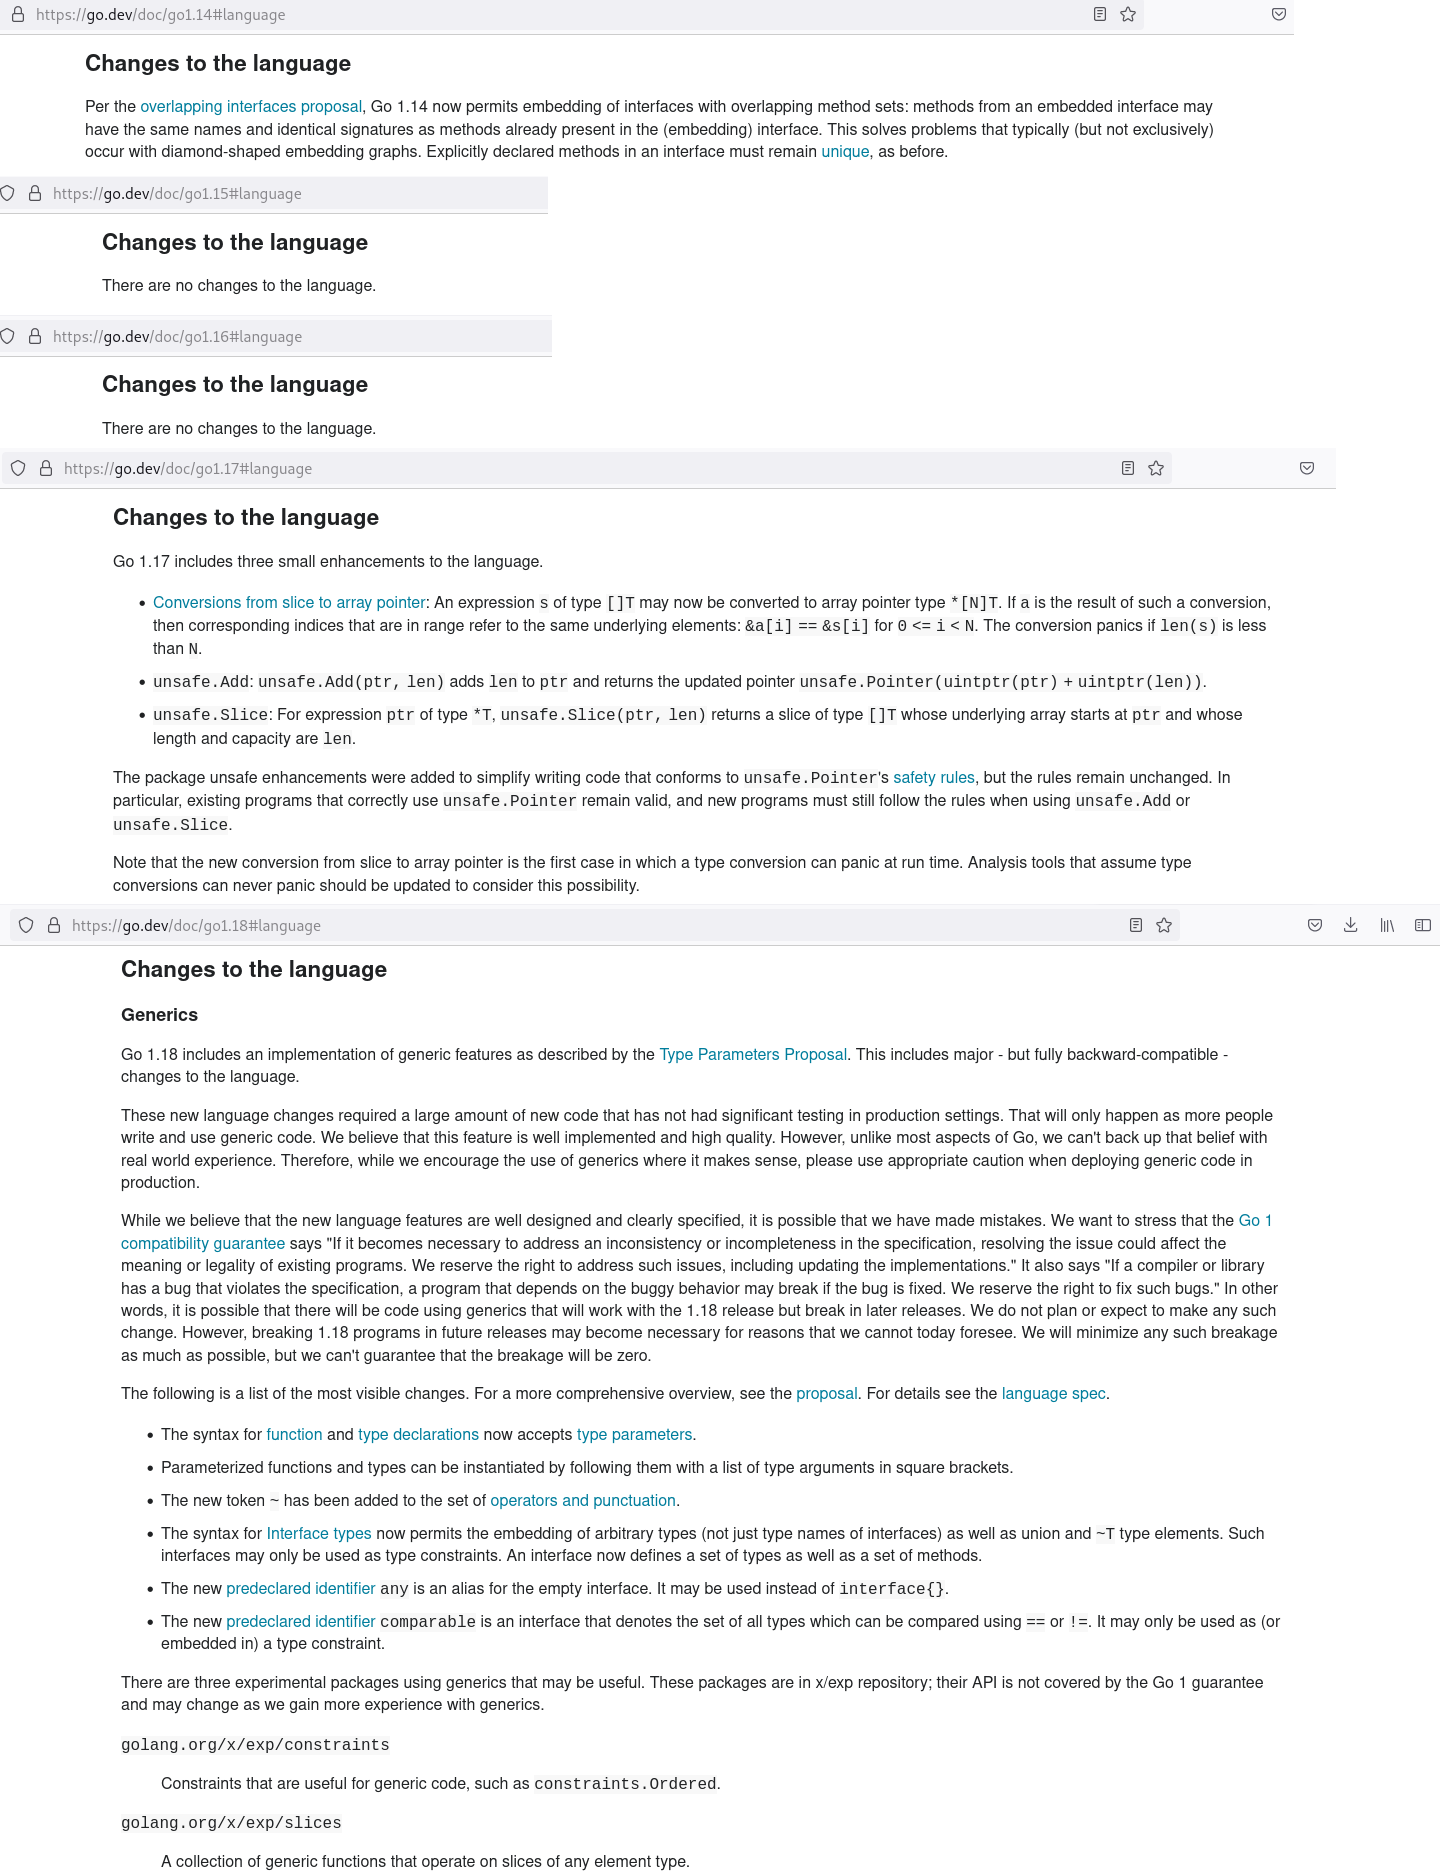 https://go.dev/doc/go1.14#language
Changes to the language
Per the overlapping interfaces proposal, Go 1.14 now permits embedding of interfaces with overlapping method sets: methods from an embedded interface may
have the same names and identical signatures as methods already present in the (embedding) interface. This solves problems that typically (but not exclusively)
occur with diamond-shaped embedding graphs. Explicitly declared methods in an interface must remain unique, as before.
https://go.dev/doc/go1.15#language
Changes to the language
There are no changes to the language.
https://go.dev/doc/go1.16#language
Changes to the language
There are no changes to the language.
https://go.dev/doc/go1.17#language
Changes to the language
Go 1.17 includes three small enhancements to the language.
• Conversions from slice to array pointer: An expression s of type []T may now be converted to array pointer type *[N]T. If a is the result of such a conversion,
then corresponding indices that are in range refer to the same underlying elements: &a[i] == &s[i] for 0 <= i < N. The conversion panics if len(s) is less
than N.
• unsafe.Add: unsafe.Add(ptr, len) adds len to ptr and returns the updated pointer unsafe.Pointer(uintptr(ptr) + uintptr(len)).
• unsafe.Slice: For expression ptr of type *T, unsafe.Slice(ptr, len) returns a slice of type []T whose underlying array starts at ptr and whose
length and capacity are len.
The package unsafe enhancements were added to simplify writing code that conforms to unsafe.Pointer's safety rules, but the rules remain unchanged. In
particular, existing programs that correctly use unsafe.Pointer remain valid, and new programs must still follow the rules when using unsafe.Add or
unsafe.Slice.
Note that the new conversion from slice to array pointer is the first case in which a type conversion can panic at run time. Analysis tools that assume type
conversions can never panic should be updated to consider this possibility.
https://go.dev/doc/go1.18#language
Changes to the language
Generics
Go 1.18 includes an implementation of generic features as described by the Type Parameters Proposal. This includes major - but fully backward-compatible -
changes to the language.
These new language changes required a large amount of new code that has not had significant testing in production settings. That will only happen as more people
write and use generic code. We believe that this feature is well implemented and high quality. However, unlike most aspects of Go, we can't back up that belief with
real world experience. Therefore, while we encourage the use of generics where it makes sense, please use appropriate caution when deploying generic code in
production.
While we believe that the new language features are well designed and clearly specified, it is possible that we have made mistakes. We want to stress that the Go 1
compatibility guarantee says "If it becomes necessary to address an inconsistency or incompleteness in the specification, resolving the issue could affect the
meaning or legality of existing programs. We reserve the right to address such issues, including updating the implementations." It also says "If a compiler or library
has a bug that violates the specification, a program that depends on the buggy behavior may break if the bug is fixed. We reserve the right to fix such bugs." In other
words, it is possible that there will be code using generics that will work with the 1.18 release but break in later releases. We do not plan or expect to make any such
change. However, breaking 1.18 programs in future releases may become necessary for reasons that we cannot today foresee. We will minimize any such breakage
as much as possible, but we can't guarantee that the breakage will be zero.
The following is a list of the most visible changes. For a more comprehensive overview, see the proposal. For details see the language spec.
• The syntax for function and type declarations now accepts type parameters.
• Parameterized functions and types can be instantiated by following them with a list of type arguments in square brackets.
• The new token ~ has been added to the set of operators and punctuation.
• The syntax for Interface types now permits the embedding of arbitrary types (not just type names of interfaces) as well as union and ~T type elements. Such
interfaces may only be used as type constraints. An interface now defines a set of types as well as a set of methods.
• The new predeclared identifier any is an alias for the empty interface. It may be used instead of interface{}.
• The new predeclared identifier comparable is an interface that denotes the set of all types which can be compared using == or !=. It may only be used as (or
embedded in) a type constraint.
There are three experimental packages using generics that may be useful. These packages are in x/exp repository; their API is not covered by the Go 1 guarantee
and may change as we gain more experience with generics.
golang.org/x/exp/constraints
Constraints that are useful for generic code, such as constraints.Ordered.
golang.org/x/exp/slices
A collection of generic functions that operate on slices of any element type.